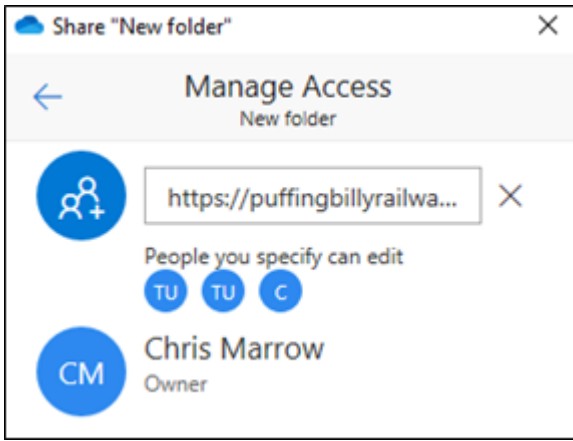 Share "New folder"
Manage Access
New folder
https://puffingbillyrailwa...
People you specify can edit
TU TU C
CM
Chris Marrow
Owner